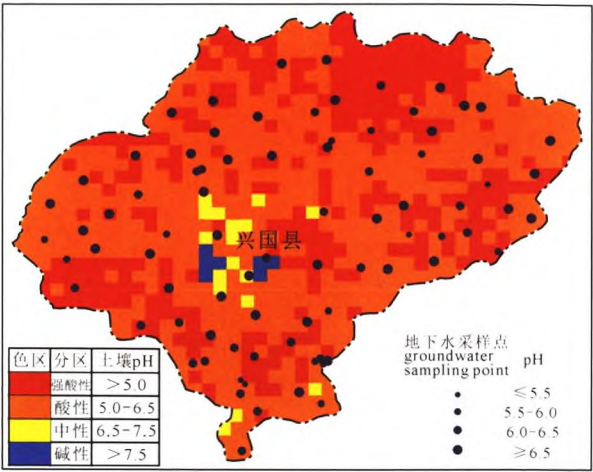 兴国县
色区 分区 土壤pH
强酸性 >5.0
酸性 5.0-6.5
中性 6.5-7.5
碱性 >7.5
地下水采样点
groundwater pH
sampling point
≤5.5
5.5-6.0
6.0-6.5
≥6.5